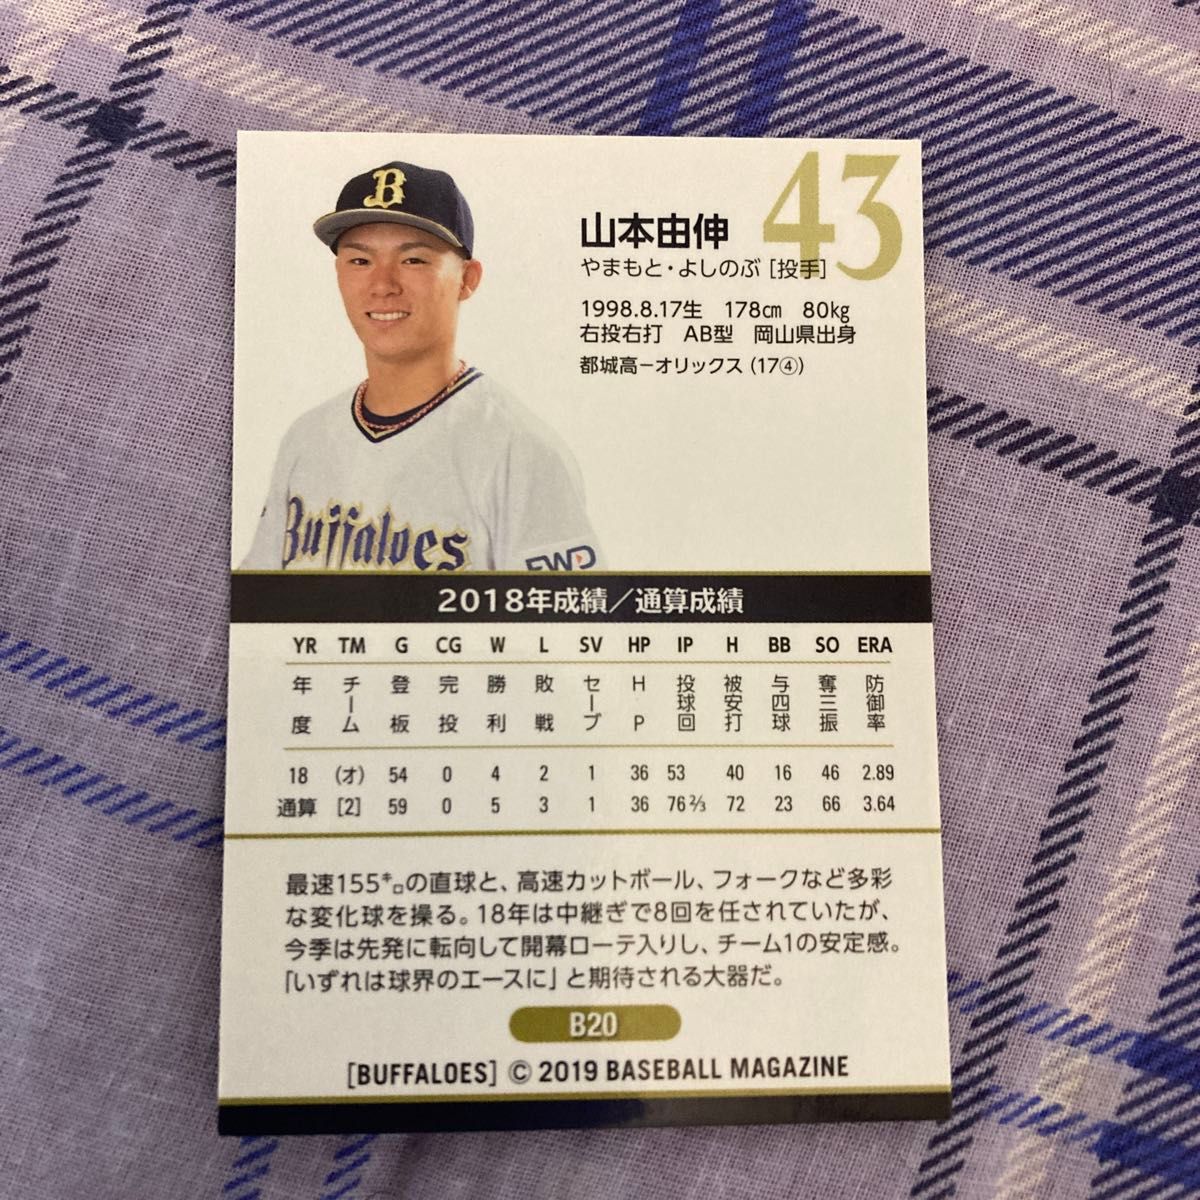 43
B
山本由伸
やまもと・よしのぶ [投手]
1998.8.17生 178㎝ 80㎏
右投右打 AB型 岡山県出身
都城高－オリックス (17④)
Buffaloes
2018年成績／通算成績
YR TM G CG W L SV HP IP H BB SO ERA
年度 チーム 登板 完投 勝利 敗戦 セーブ HP 投球回 被安打 与四球 奪三振 防御率
18 (オ) 54 0 4 2 1 36 53 40 16 46 2.89
通算 [2] 59 0 5 3 1 36 76 ⅔ 72 23 66 3.64
最速155㌔の直球と、高速カットボール、フォークなど多彩
な変化球を操る。18年は中継ぎで8回を任されていたが、
今季は先発に転向して開幕ローテ入りし、チーム1の安定感。
「いずれは球界のエースに」と期待される大器だ。
B20
[BUFFALOES] © 2019 BASEBALL MAGAZINE